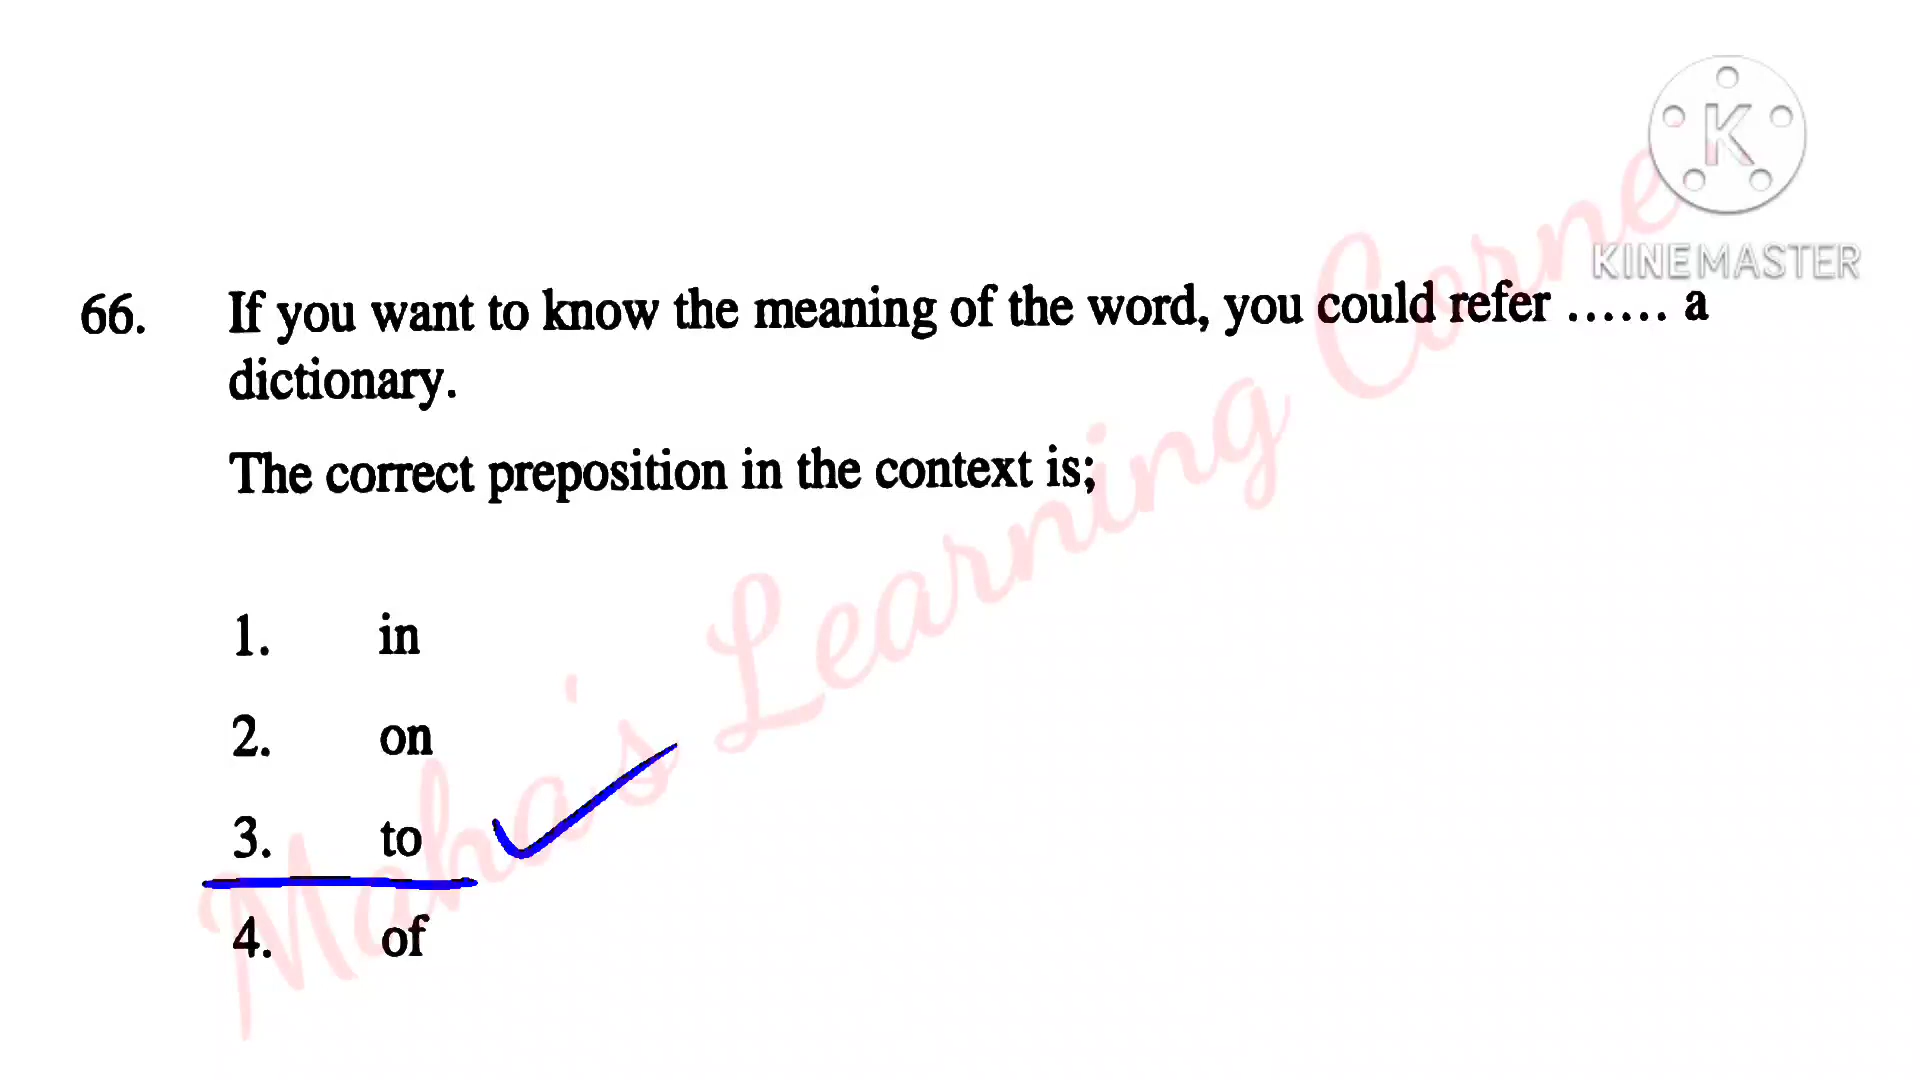 K
KINEMASTER
66. If you want to know the meaning of the word, you could refer ...... a
dictionary.
The correct preposition in the context is;
1. in
2. on
3. to
4. of
Maha's Learning Corner